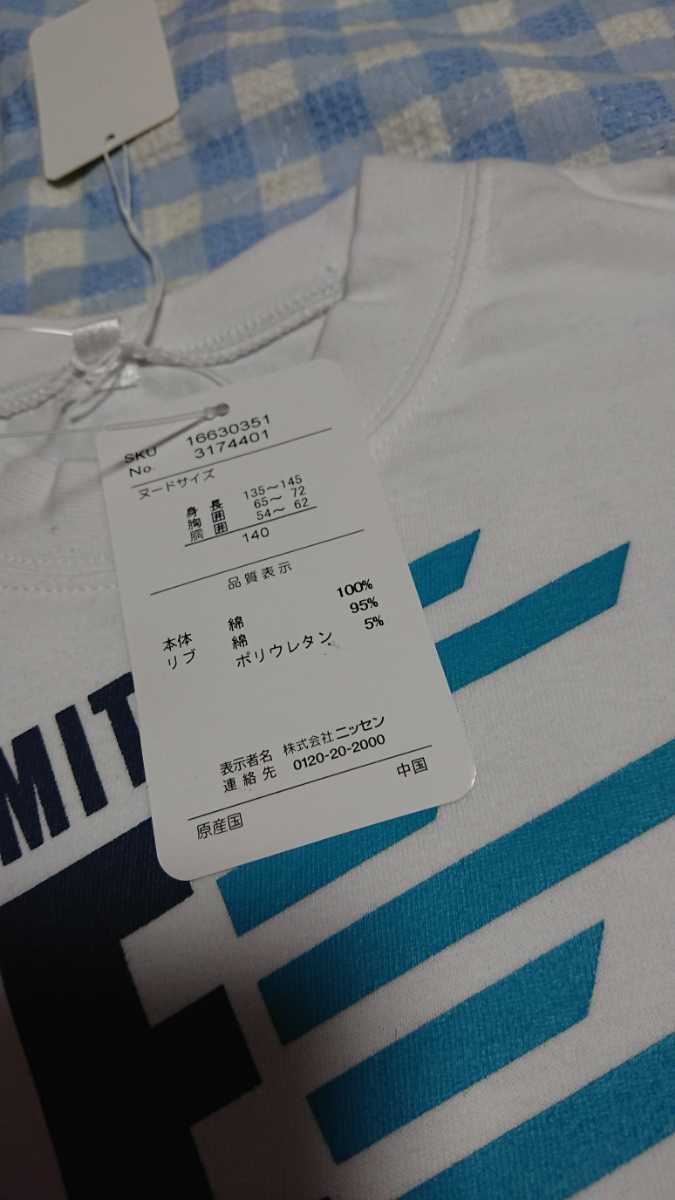 SKU 16630351
No. 3174401
ヌードサイズ
身長 135～145
胸囲 65～ 72
胴囲 54～ 62
140
品質表示
本体 綿 100%
リブ 綿 95%
ポリウレタン 5%
表示者名 株式会社ニッセン
連絡先 0120-20-2000
原産国 中国
MIT